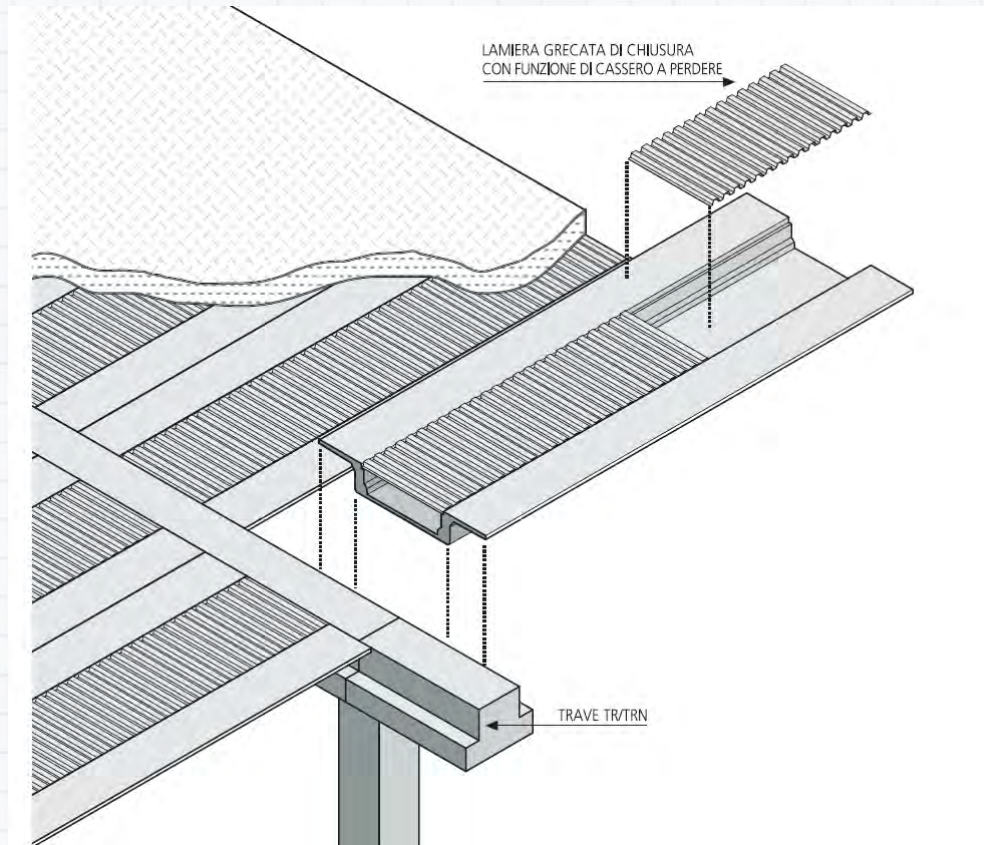 LAMIERA GRECATA DI CHIUSURA
CON FUNZIONE DI CASSERO A PERDERE
TRAVE TR/TRN